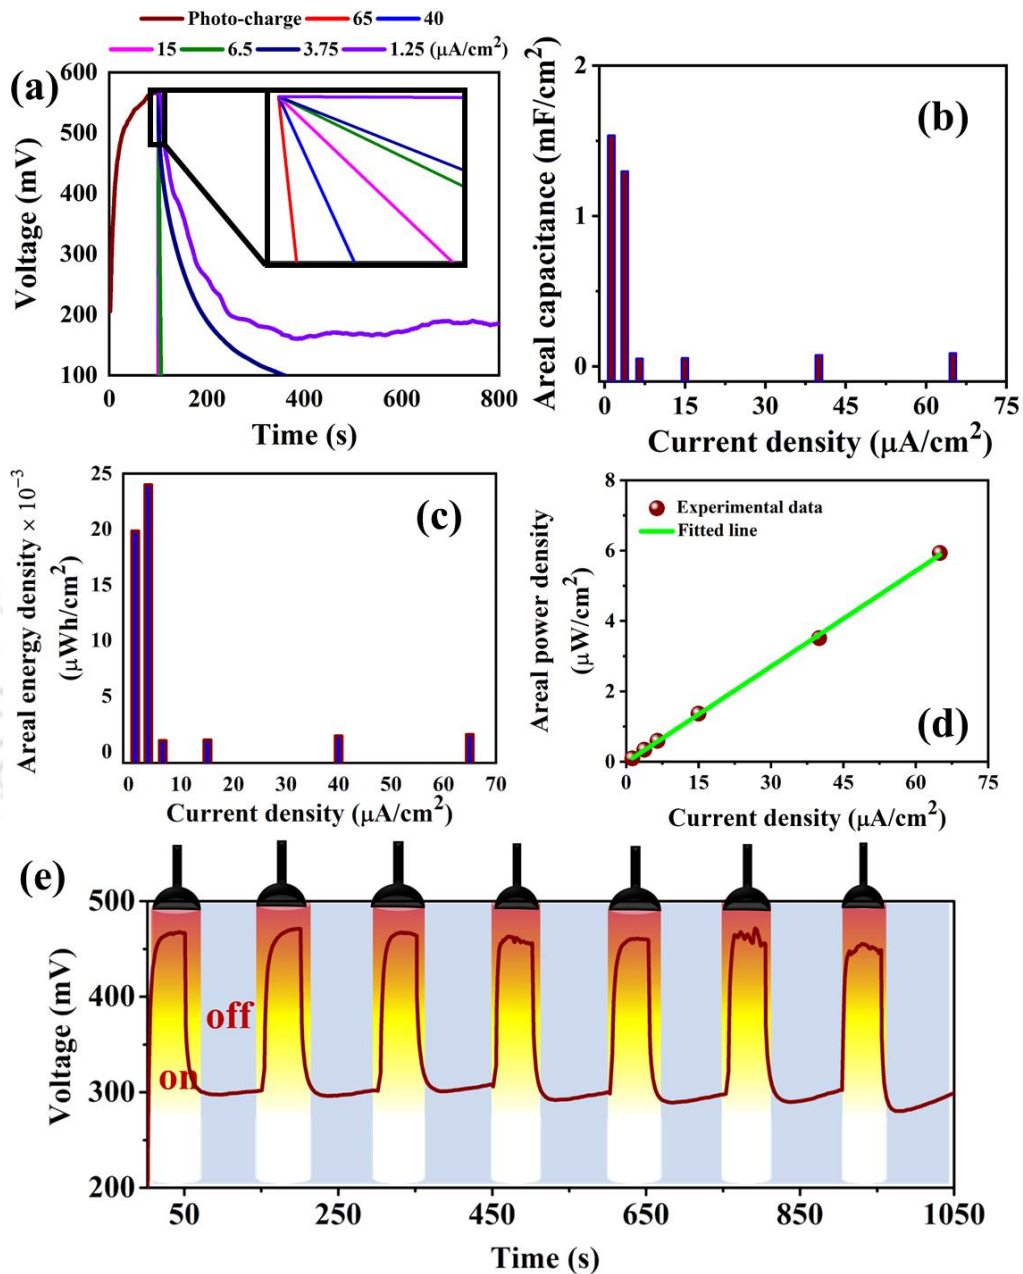 Photo-charge 65 40
15 6.5 3.75 1.25 (μA/cm²)
(a)
600
500
400
300
200
100
Voltage (mV)
0 200 400 600 800
Time (s)
(b)
2
1
0
Areal capacitance (mF/cm²)
0 15 30 45 60 75
Current density (μA/cm²)
(c)
25
20
15
10
5
0
Areal energy density × 10⁻³
(μWh/cm²)
0 10 20 30 40 50 60 70
Current density (μA/cm²)
(d)
Experimental data
Fitted line
8
6
4
2
0
Areal power density
(μW/cm²)
0 15 30 45 60 75
Current density (μA/cm²)
(e)
500
400
300
200
Voltage (mV)
off
on
50 250 450 650 850 1050
Time (s)